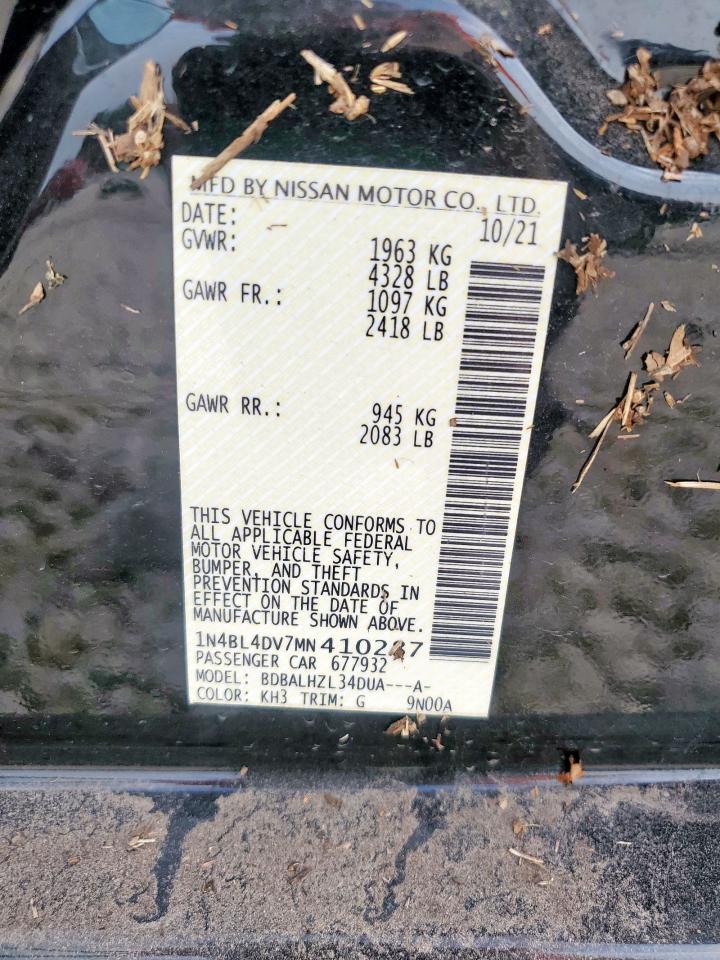 MFD BY NISSAN MOTOR CO., LTD.
DATE: 10/21
GVWR: 1963 KG
4328 LB
GAWR FR.: 1097 KG
2418 LB
GAWR RR.: 945 KG
2083 LB
THIS VEHICLE CONFORMS TO
ALL APPLICABLE FEDERAL
MOTOR VEHICLE SAFETY,
BUMPER, AND THEFT
PREVENTION STANDARDS IN
EFFECT ON THE DATE OF
MANUFACTURE SHOWN ABOVE.
1N4BL4DV7MN
PASSENGER CAR 677932
MODEL: BDBALHZL34DUA---A-
COLOR: KH3 TRIM: G 9N00A